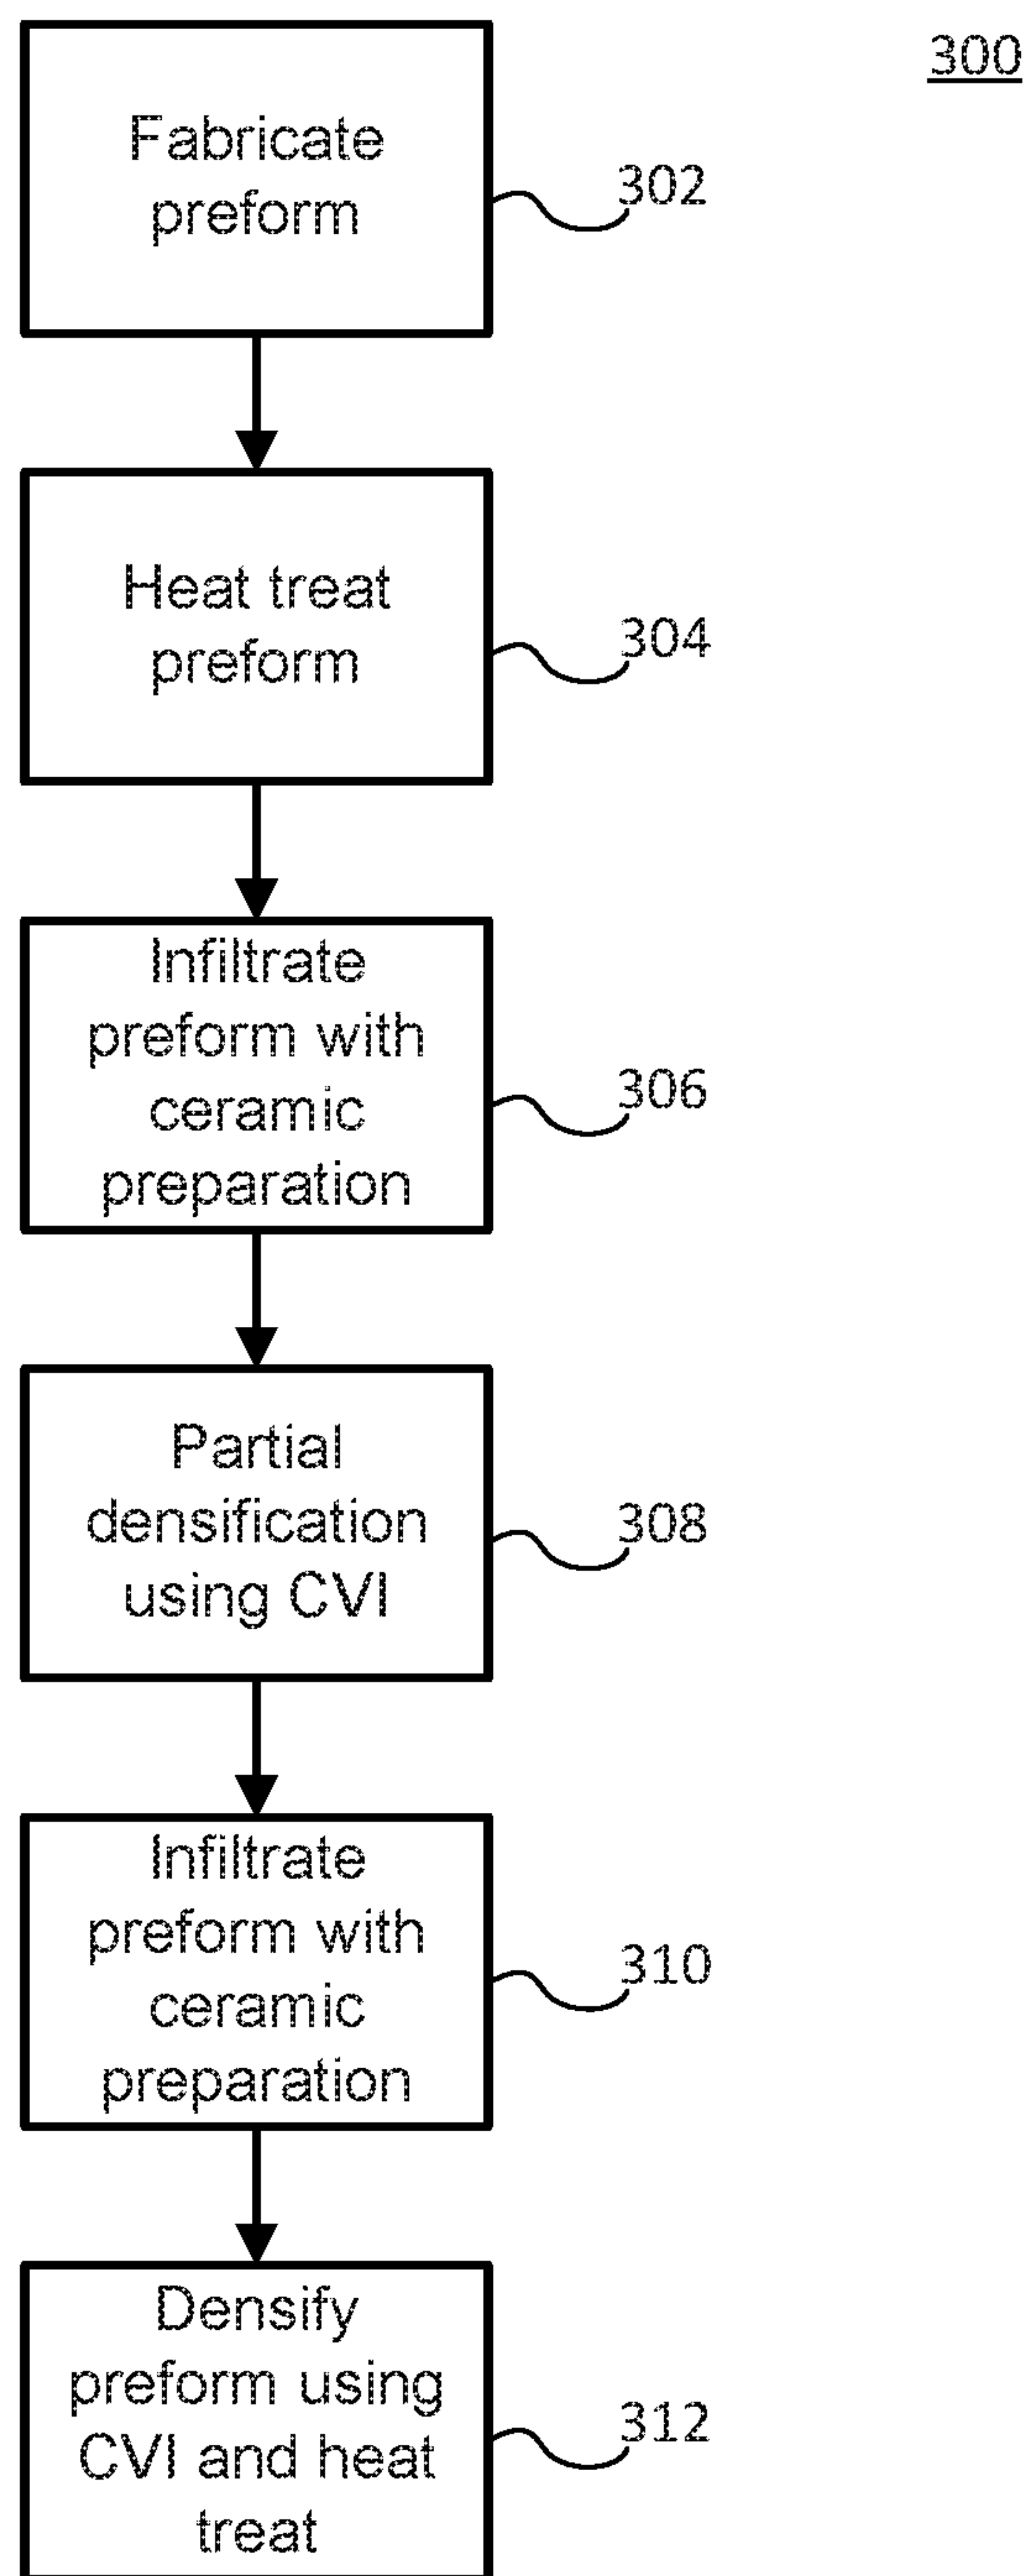 300
Fabricate
preform
302
Heat treat
preform
304
Infiltrate
preform with
ceramic
preparation
306
Partial
densification
using CVI
308
Infiltrate
preform with
ceramic
preparation
310
Densify
preform using
CVI and heat
treat
312